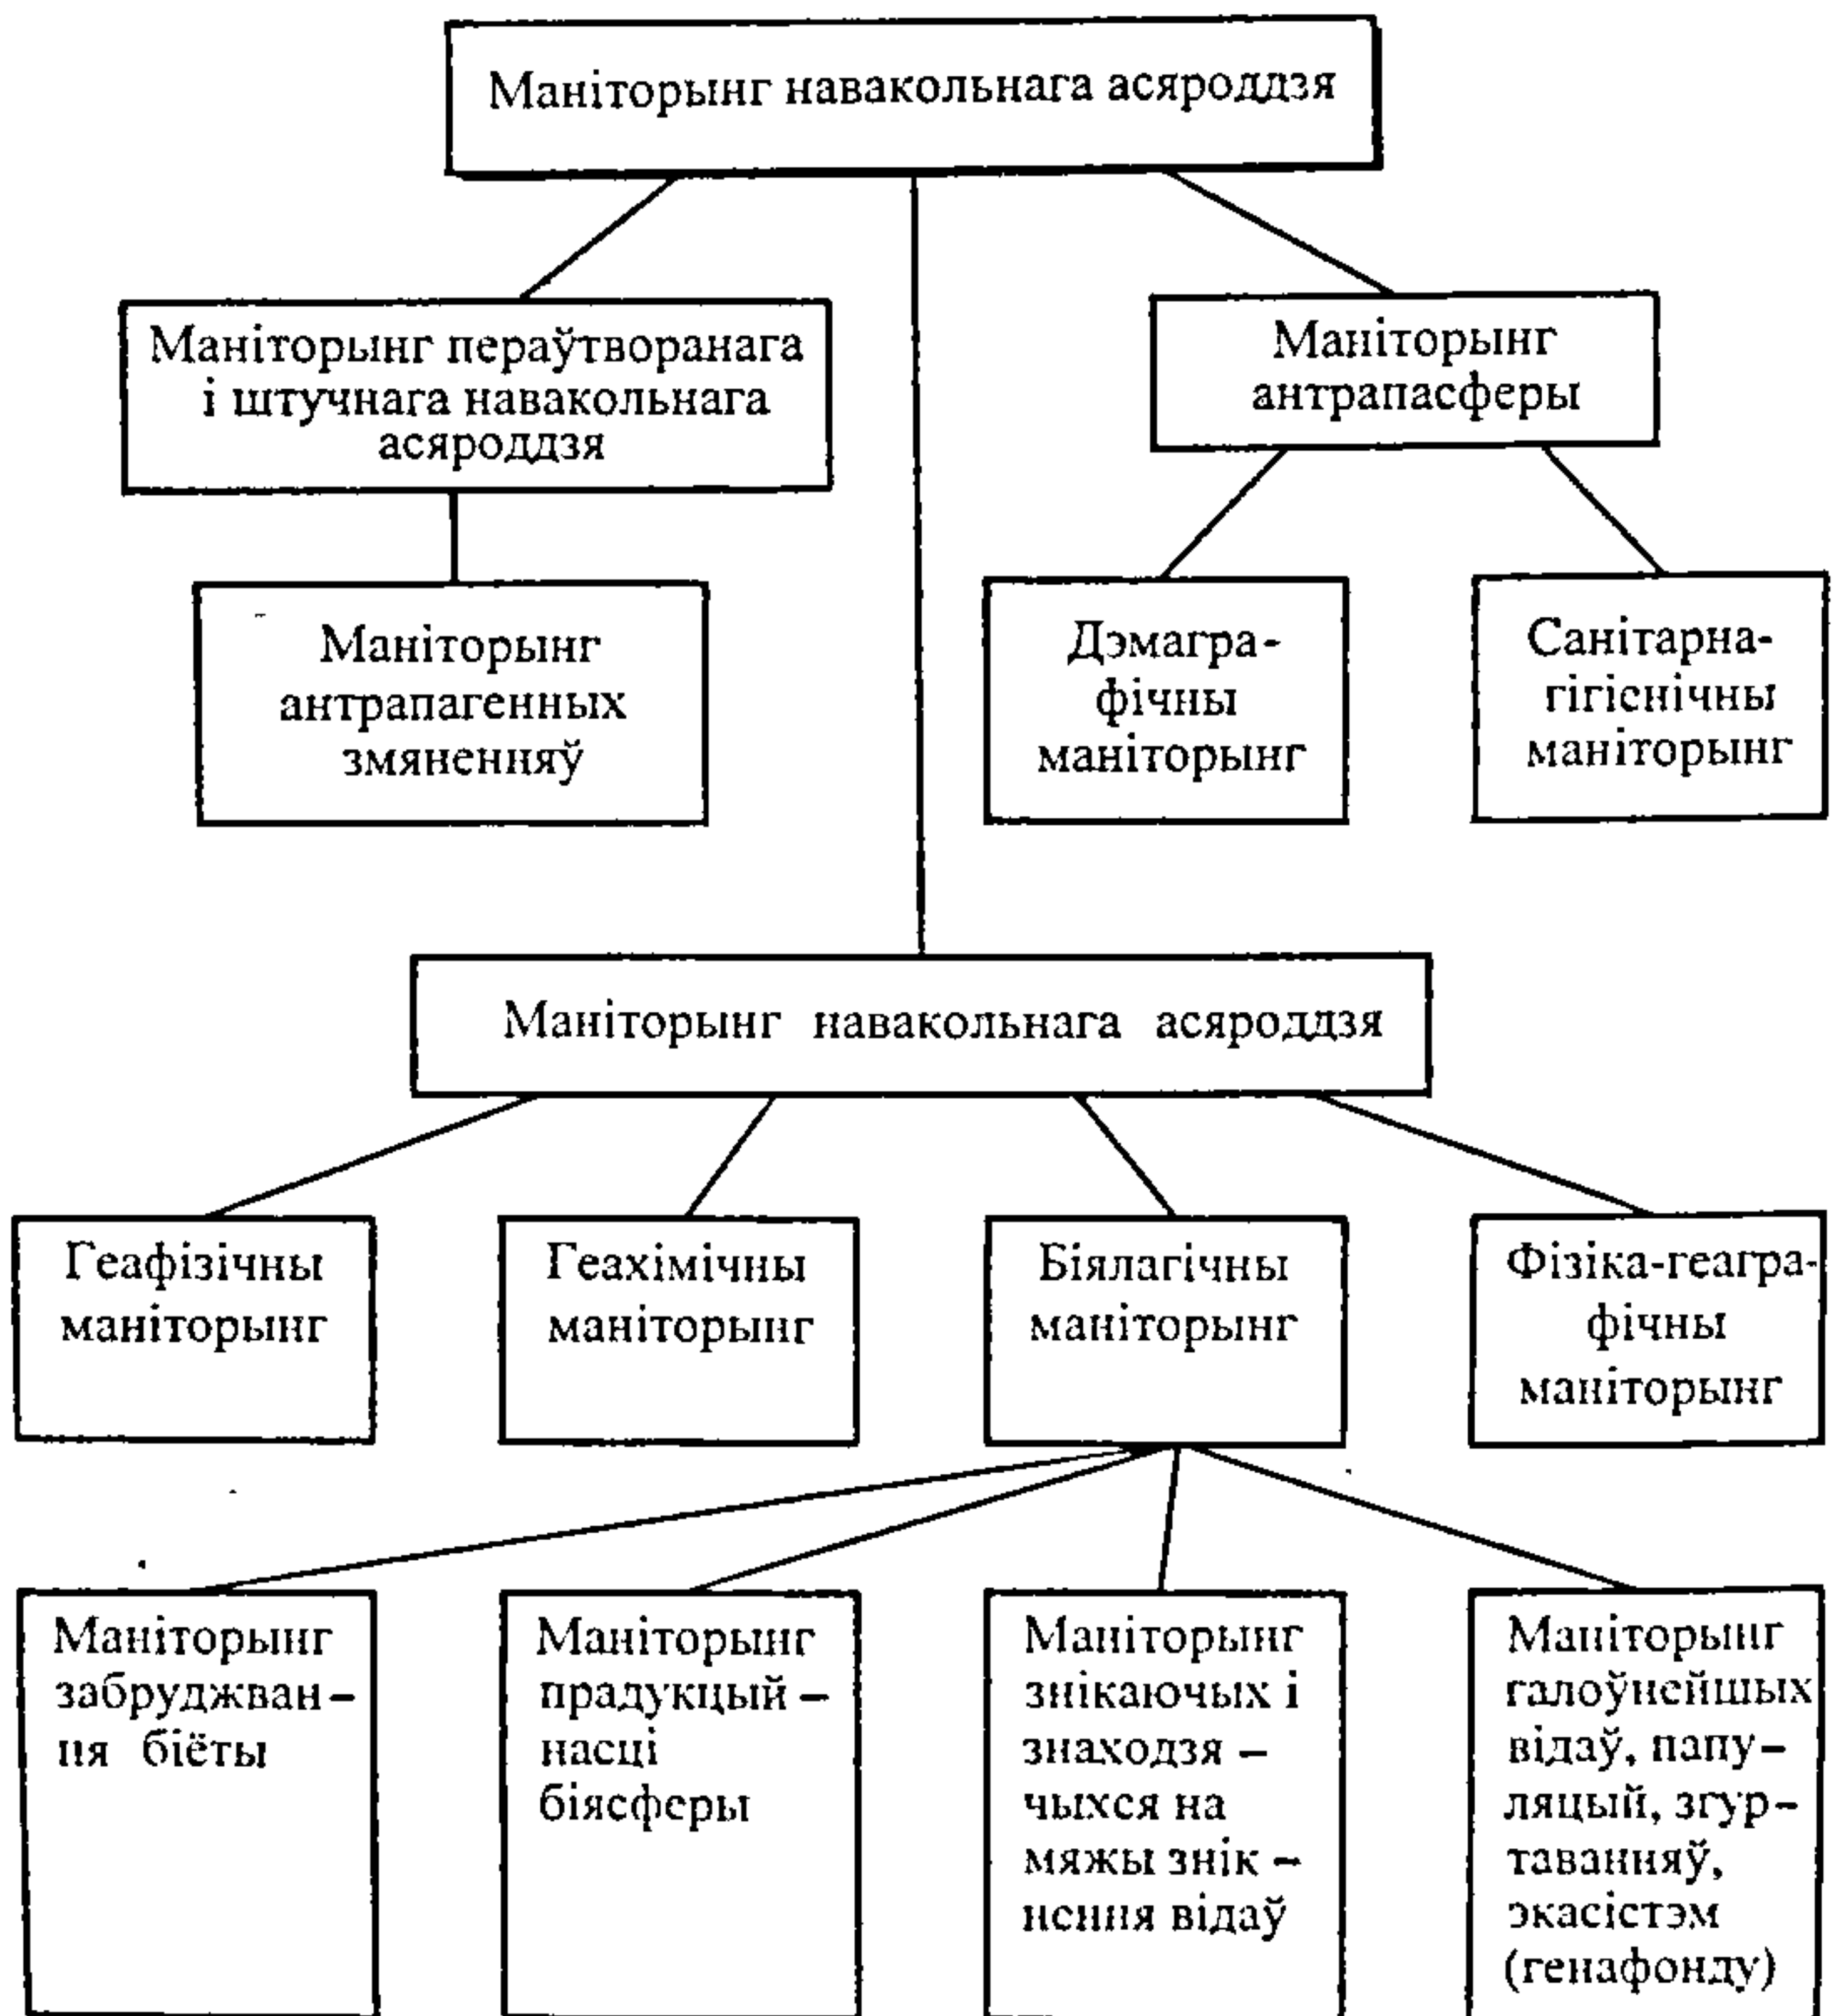 Маніторынг навакольнага асяроддзя
Маніторынг пераўтворанага
і штучнага навакольнага
асяроддзя
Маніторынг
антрапасферы
Маніторынг
антрапагенных
змяненняў
Дэмагра-
фічны
маніторынг
Санітарна-
гігіенічны
маніторынг
Маніторынг навакольнага асяроддзя
Геафізічны
маніторынг
Геахімічны
маніторынг
Біялагічны
маніторынг
Фізіка-геагра-
фічны
маніторынг
Маніторынг
забруджван–
ня біёты
Маніторынг
прадукцый –
насці
біясферы
Маніторынг
знікаючых і
знаходзя –
чыхся на
мяжы знік –
нення відаў
Маніторынг
галоўнейшых
відаў, папу–
ляцый, згур–
таванняў,
экасістэм
(генафонду)